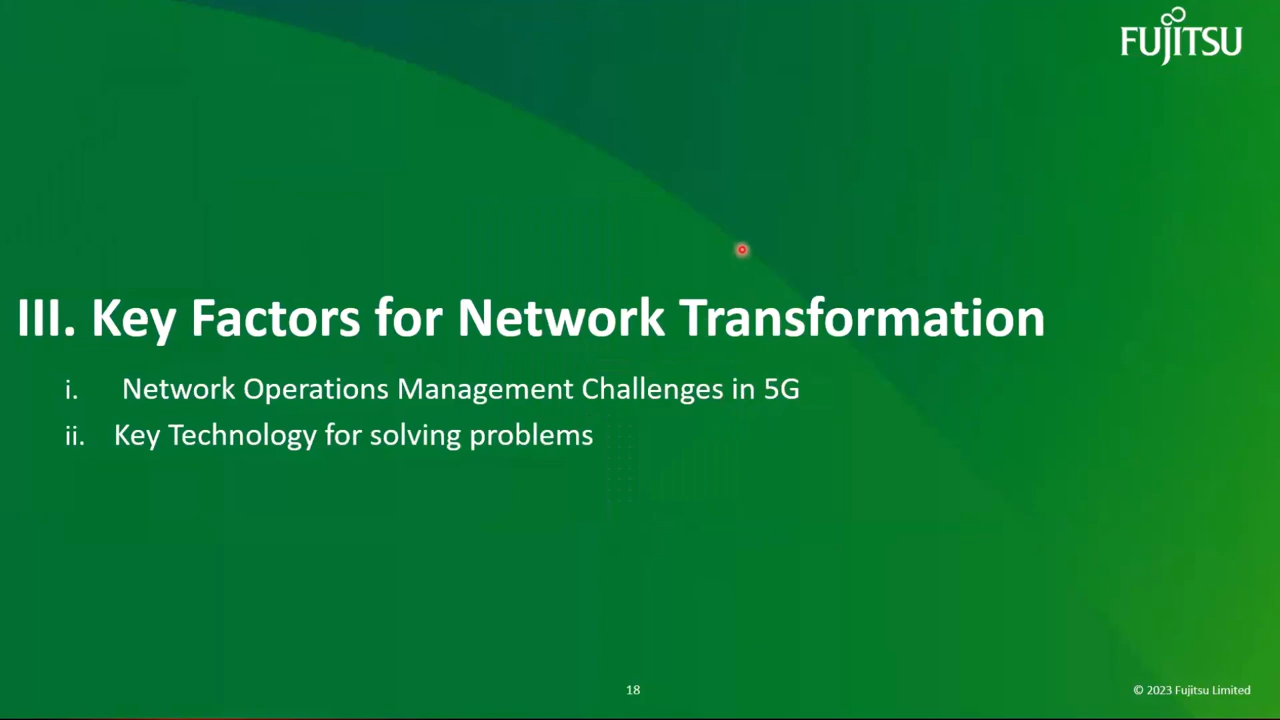 FUJITSU
III. Key Factors for Network Transformation
i. Network Operations Management Challenges in 5G
ii. Key Technology for solving problems
18
© 2023 Fujitsu Limited